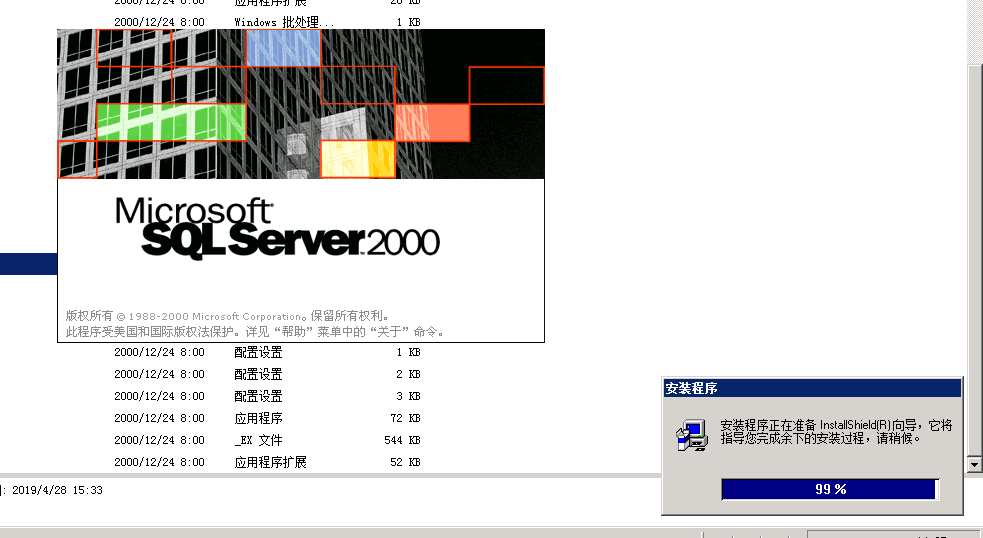 2000/12/24 8:00 应用程序扩展 20 KB
2000/12/24 8:00 Windows 批处理... 1 KB
Microsoft
SQL Server 2000
版权所有 © 1988-2000 Microsoft Corporation。保留所有权利。
此程序受美国和国际版权法保护。详见“帮助”菜单中的“关于”命令。
2000/12/24 8:00 配置设置 1 KB
2000/12/24 8:00 配置设置 2 KB
2000/12/24 8:00 配置设置 3 KB
2000/12/24 8:00 应用程序 72 KB
2000/12/24 8:00 _EX 文件 544 KB
2000/12/24 8:00 应用程序扩展 52 KB
安装程序
安装程序正在准备 InstallShield(R)向导，它将
指导您完成余下的安装过程，请稍候。
99 %
: 2019/4/28 15:33